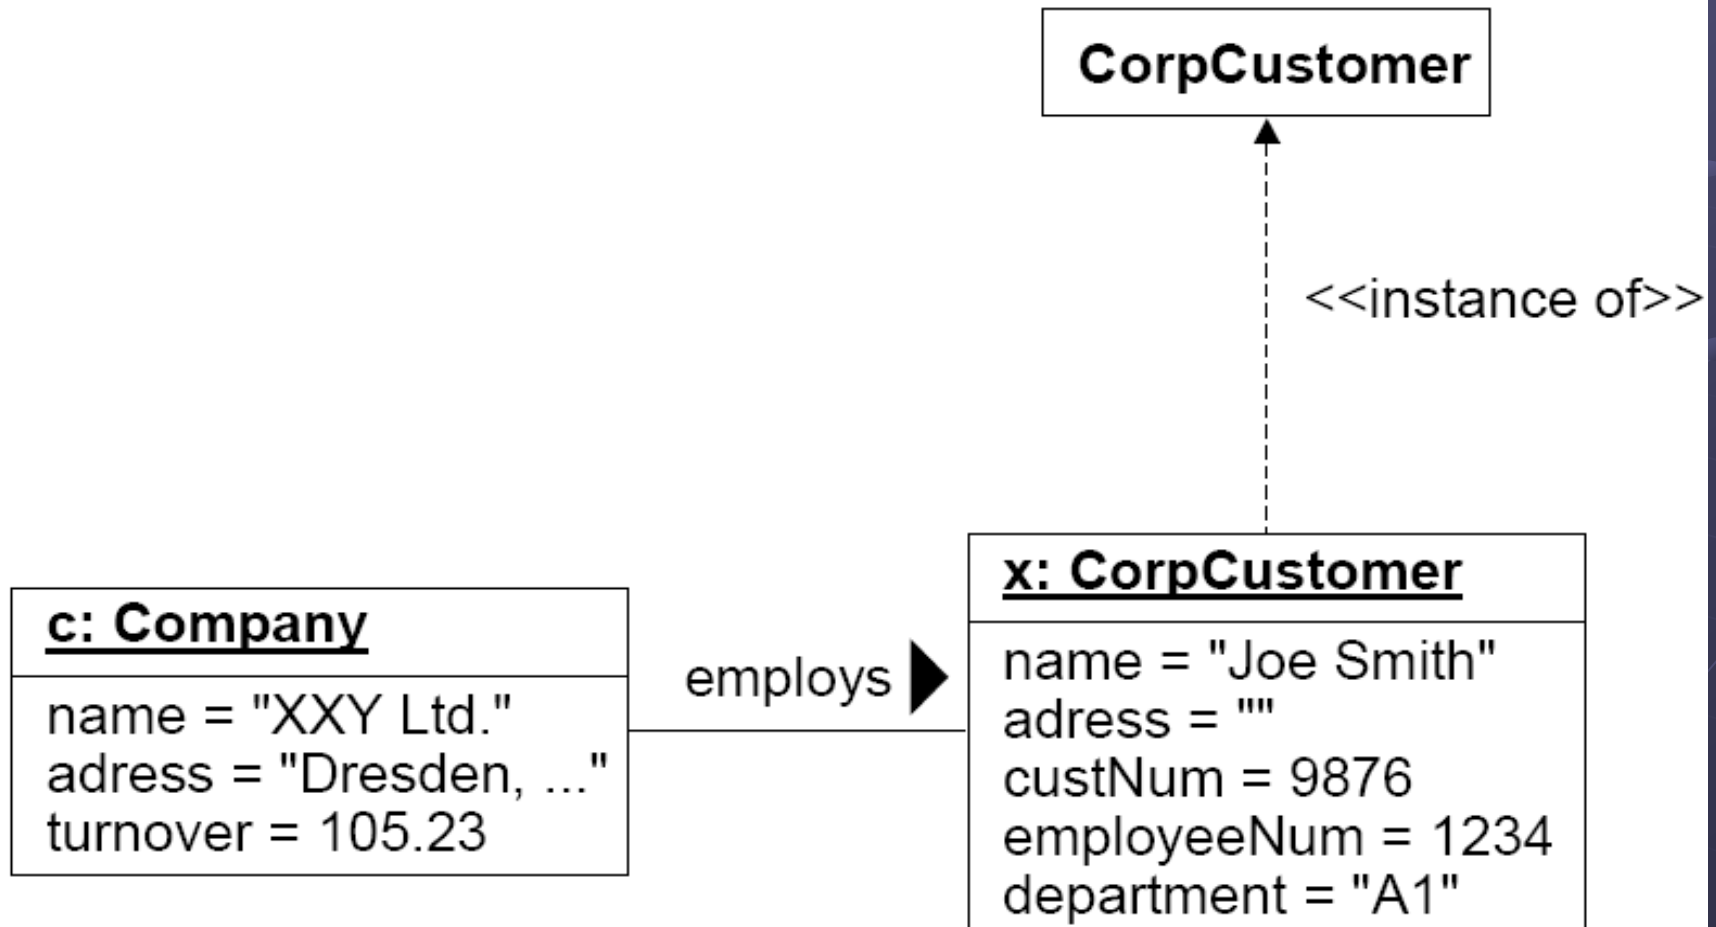 CorpCustomer
<<instance of>>
c: Company
name = "XXY Ltd."
adress = "Dresden, ..."
turnover = 105.23
employs
x: CorpCustomer
name = "Joe Smith"
adress = ""
custNum = 9876
employeeNum = 1234
department = "A1"